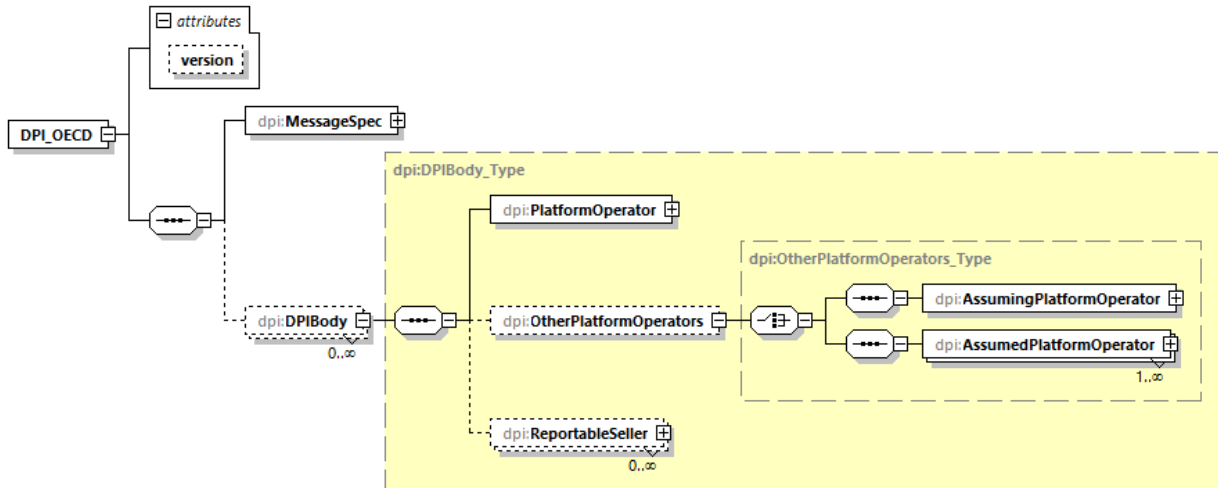 attributes
version
DPI_OECD
dpi:MessageSpec
dpi:DPIBody_Type
dpi:PlatformOperator
dpi:OtherPlatformOperators_Type
dpi:AssumingPlatformOperator
dpi:DPIBody
dpi:OtherPlatformOperators
0..∞
dpi:AssumedPlatformOperator
1..∞
dpi:ReportableSeller
0..∞